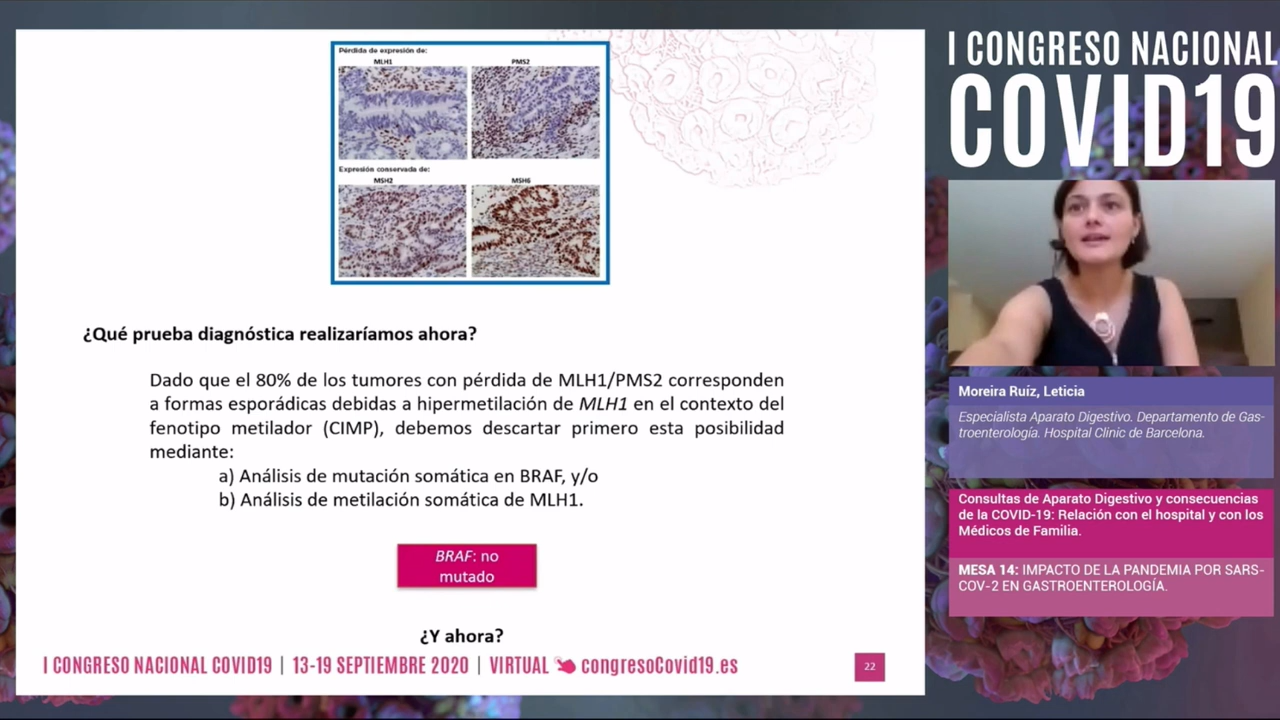 Pérdida de expresión de:
MLH1
PMS2
Expresión conservada de:
MSH2
MSH6
¿Qué prueba diagnóstica realizaríamos ahora?
Dado que el 80% de los tumores con pérdida de MLH1/PMS2 corresponden
a formas esporádicas debidas a hipermetilación de MLH1 en el contexto del
fenotipo metilador (CIMP), debemos descartar primero esta posibilidad
mediante:
a) Análisis de mutación somática en BRAF, y/o
b) Análisis de metilación somática de MLH1.
BRAF: no
mutado
¿Y ahora?
I CONGRESO NACIONAL COVID19 | 13-19 SEPTIEMBRE 2020 | VIRTUAL congresoCovid19.es
22
I CONGRESO NACIONAL
COVID19
Moreira Ruíz, Leticia
Especialista Aparato Digestivo. Departamento de Gas-
troenterología. Hospital Clinic de Barcelona.
Consultas de Aparato Digestivo y consecuencias
de la COVID-19: Relación con el hospital y con los
Médicos de Familia.
MESA 14: IMPACTO DE LA PANDEMIA POR SARS-
COV-2 EN GASTROENTEROLOGÍA.